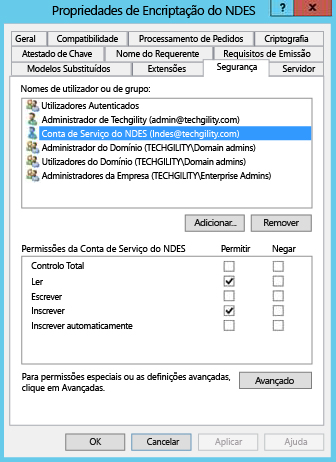 Propriedades de Encriptação do NDES
?
x
Geral
Compatibilidade
Processamento de Pedidos
Criptografia
Atestado de Chave
Nome do Requerente
Requisitos de Emissão
Modelos Substituídos
Extensões
Segurança
Servidor
Nomes de utilizador ou de grupo:
Utilizadores Autenticados
Administrador de Techgility (admin@techgility.com)
Conta de Serviço do NDES (Indes@techgility.com)
Administrador do Domínio (TECHGILITY\Domain admins)
Utilizadores do Domínio (TECHGILITY\Domain admins)
Administradores da Empresa (TECHGILITY\Enterprise Admins)
Adicionar...
Remover
Permissões da Conta de Serviço do NDES
Permitir
Negar
Controlo Total
Ler
Escrever
Inscrever
Inscrever automaticamente
Para permissões especiais ou as definições avançadas,
clique em Avançadas.
Avançado
OK
Cancelar
Aplicar
Ajuda